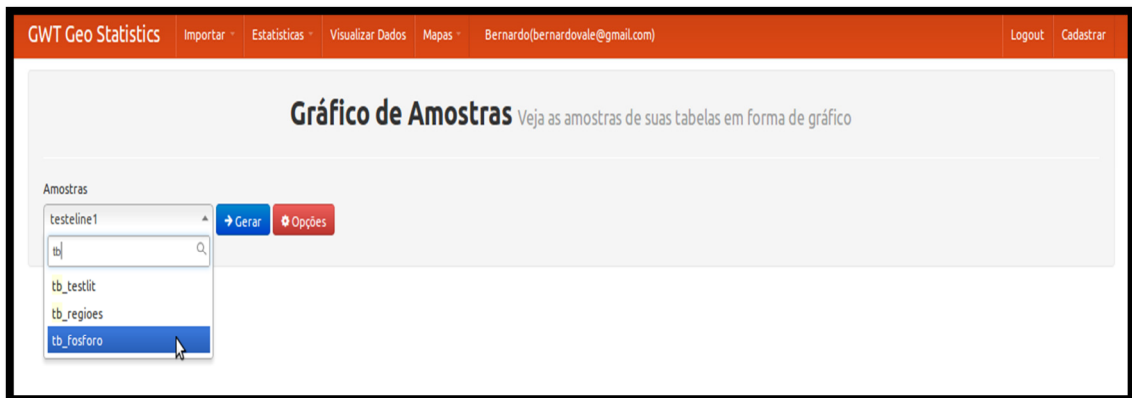 GWT Geo Statistics Importar Estatisticas Visualizar Dados Mapas Bernardo(bernardovale@gmail.com) Logout Cadastrar
Gráfico de Amostras Veja as amostras de suas tabelas em forma de gráfico
Amostras
testeline1 Gerar Opções
tb
tb_testlit
tb_regioes
tb_fosforo